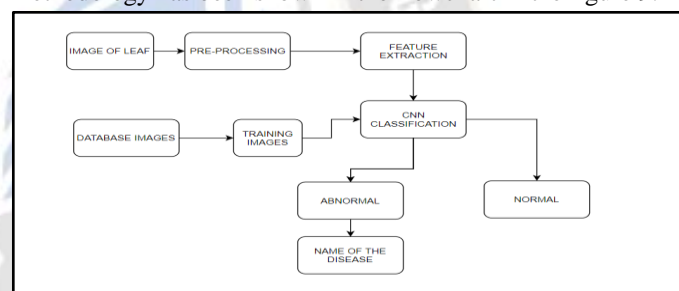 IMAGE OF LEAF
PRE-PROCESSING
FEATURE
EXTRACTION
DATABASE IMAGES
TRAINING
IMAGES
CNN
CLASSIFICATION
ABNORMAL
NORMAL
NAME OF THE
DISEASE